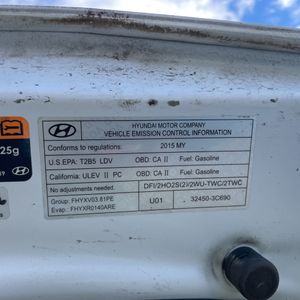 HYUNDAI MOTOR COMPANY
VEHICLE EMISSION CONTROL INFORMATION
Conforms to regulations: 2015 MY
U.S.EPA: T2B5 LDV OBD: CA II Fuel: Gasoline
California: ULEV II PC OBD: CA II Fuel: Gasoline
No adjustments needed. DFI/2HO2S(2)/2WU-TWC/2TWC
Group: FHYXV03.81PE U01 32450-3C690
Evap: FHYXR0140ARE
25g